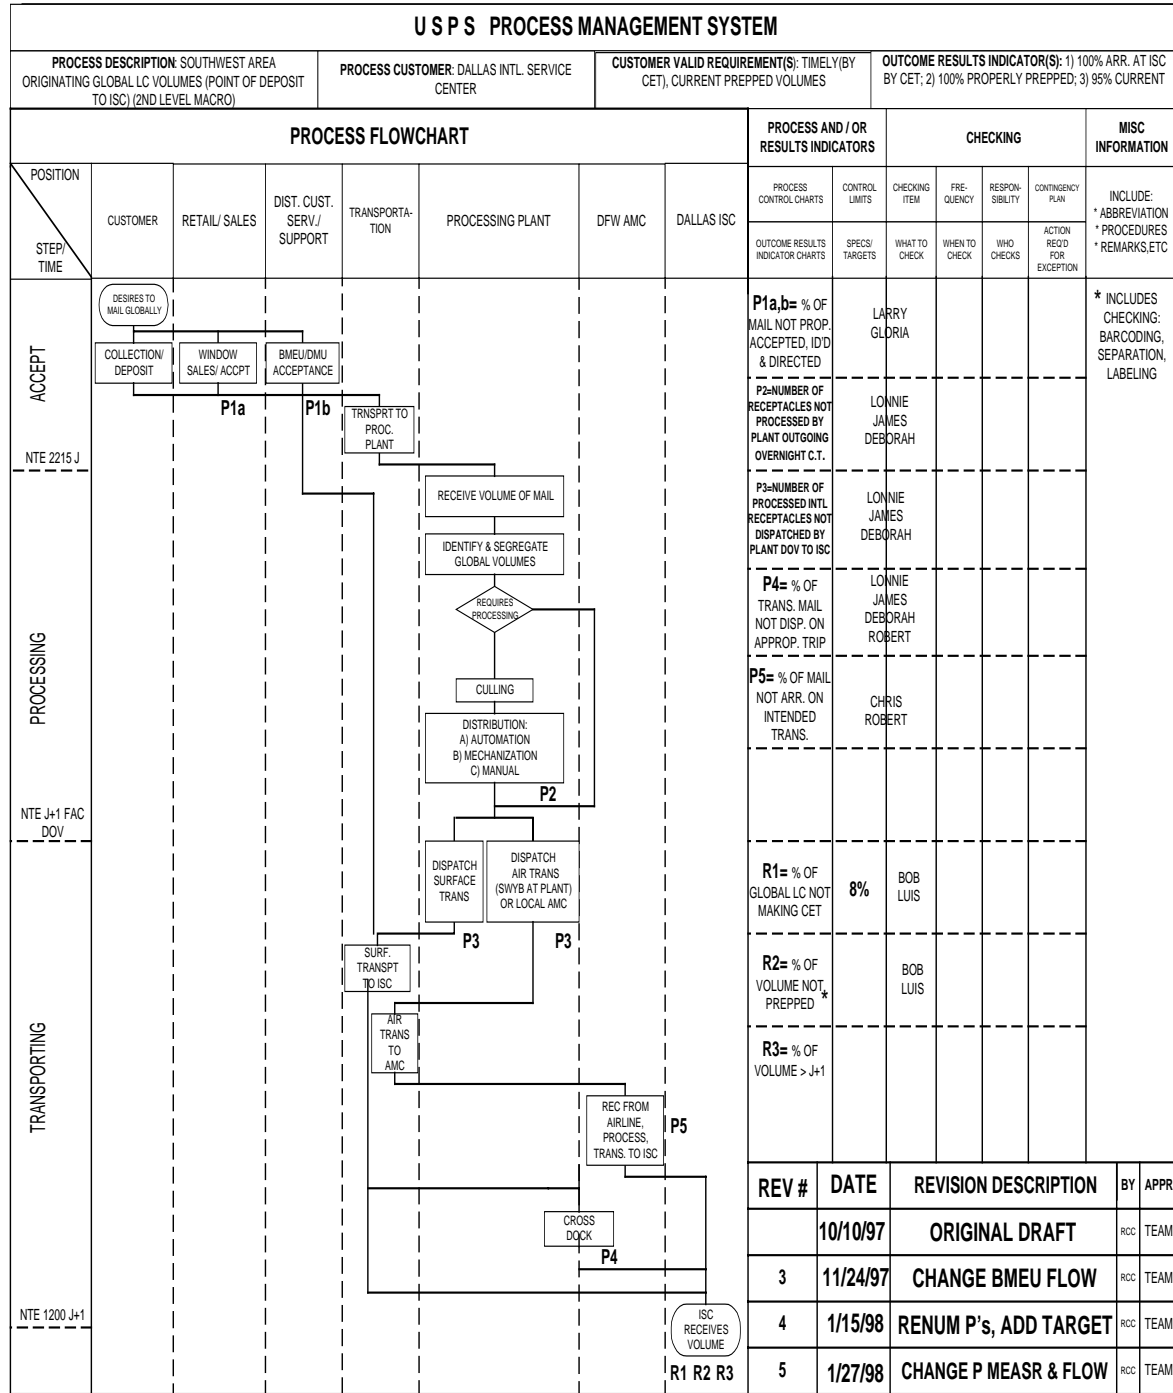 U S P S PROCESS MANAGEMENT SYSTEM
PROCESS DESCRIPTION: SOUTHWEST AREA
ORIGINATING GLOBAL LC VOLUMES (POINT OF DEPOSIT
TO ISC) (2ND LEVEL MACRO)
PROCESS CUSTOMER: DALLAS INTL. SERVICE
CENTER
CUSTOMER VALID REQUIREMENT(S): TIMELY(BY
CET), CURRENT PREPPED VOLUMES
OUTCOME RESULTS INDICATOR(S): 1) 100% ARR. AT ISC
BY CET; 2) 100% PROPERLY PREPPED; 3) 95% CURRENT
PROCESS FLOWCHART
PROCESS AND / OR
RESULTS INDICATORS
CHECKING
MISC
INFORMATION
POSITION
STEP/
TIME
CUSTOMER
RETAIL/ SALES
DIST. CUST.
SERV./
SUPPORT
TRANSPORTA-
TION
PROCESSING PLANT
DFW AMC
DALLAS ISC
PROCESS
CONTROL CHARTS
CONTROL
LIMITS
CHECKING
ITEM
FRE-
QUENCY
RESPON-
SIBILITY
CONTINGENCY
PLAN
OUTCOME RESULTS
INDICATOR CHARTS
SPECS/
TARGETS
WHAT TO
CHECK
WHEN TO
CHECK
WHO
CHECKS
ACTION
REQ'D
FOR
EXCEPTION
INCLUDE:
* ABBREVIATION
* PROCEDURES
* REMARKS,ETC
ACCEPT
DESIRES TO
MAIL GLOBALLY
COLLECTION/
DEPOSIT
WINDOW
SALES/ ACCPT
BMEU/DMU
ACCEPTANCE
P1a
P1b
TRNSPRT TO
PROC.
PLANT
NTE 2215 J
RECEIVE VOLUME OF MAIL
IDENTIFY & SEGREGATE
GLOBAL VOLUMES
REQUIRES
PROCESSING
PROCESSING
CULLING
DISTRIBUTION:
A) AUTOMATION
B) MECHANIZATION
C) MANUAL
P2
NTE J+1 FAC
DOV
DISPATCH
SURFACE
TRANS
DISPATCH
AIR TRANS
(SWYB AT PLANT)
OR LOCAL AMC
P3
P3
SURF.
TRANSPT
TO ISC
AIR
TRANS
TO
AMC
TRANSPORTING
REC FROM
AIRLINE,
PROCESS,
TRANS. TO ISC
P5
CROSS
DOCK
P4
NTE 1200 J+1
ISC
RECEIVES
VOLUME
R1 R2 R3
P1a,b= % OF
MAIL NOT PROP.
ACCEPTED, ID'D
& DIRECTED
LARRY
GLORIA
* INCLUDES
CHECKING:
BARCODING,
SEPARATION,
LABELING
P2=NUMBER OF
RECEPTACLES NOT
PROCESSED BY
PLANT OUTGOING
OVERNIGHT C.T.
LONNIE
JAMES
DEBORAH
P3=NUMBER OF
PROCESSED INTL
RECEPTACLES NOT
DISPATCHED BY
PLANT DOV TO ISC
LONNIE
JAMES
DEBORAH
P4= % OF
TRANS. MAIL
NOT DISP. ON
APPROP. TRIP
LONNIE
JAMES
DEBORAH
ROBERT
P5= % OF MAIL
NOT ARR. ON
INTENDED
TRANS.
CHRIS
ROBERT
R1= % OF
GLOBAL LC NOT
MAKING CET
8%
BOB
LUIS
R2= % OF
VOLUME NOT
PREPPED *
BOB
LUIS
R3= % OF
VOLUME > J+1
REV # DATE REVISION DESCRIPTION BY APPR
10/10/97 ORIGINAL DRAFT RCC TEAM
3 11/24/97 CHANGE BMEU FLOW RCC TEAM
4 1/15/98 RENUM P's, ADD TARGET RCC TEAM
5 1/27/98 CHANGE P MEASR & FLOW RCC TEAM